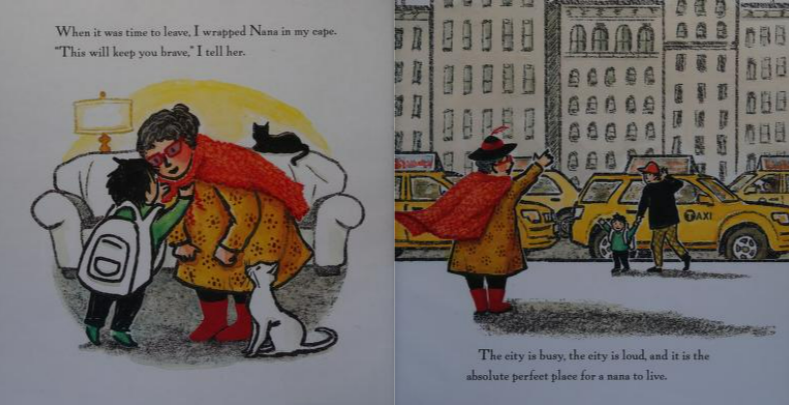 When it was time to leave, I wrapped Nana in my cape.
"This will keep you brave," I tell her.
TAXI
The city is busy, the city is loud, and it is the
absolute perfect place for a nana to live.